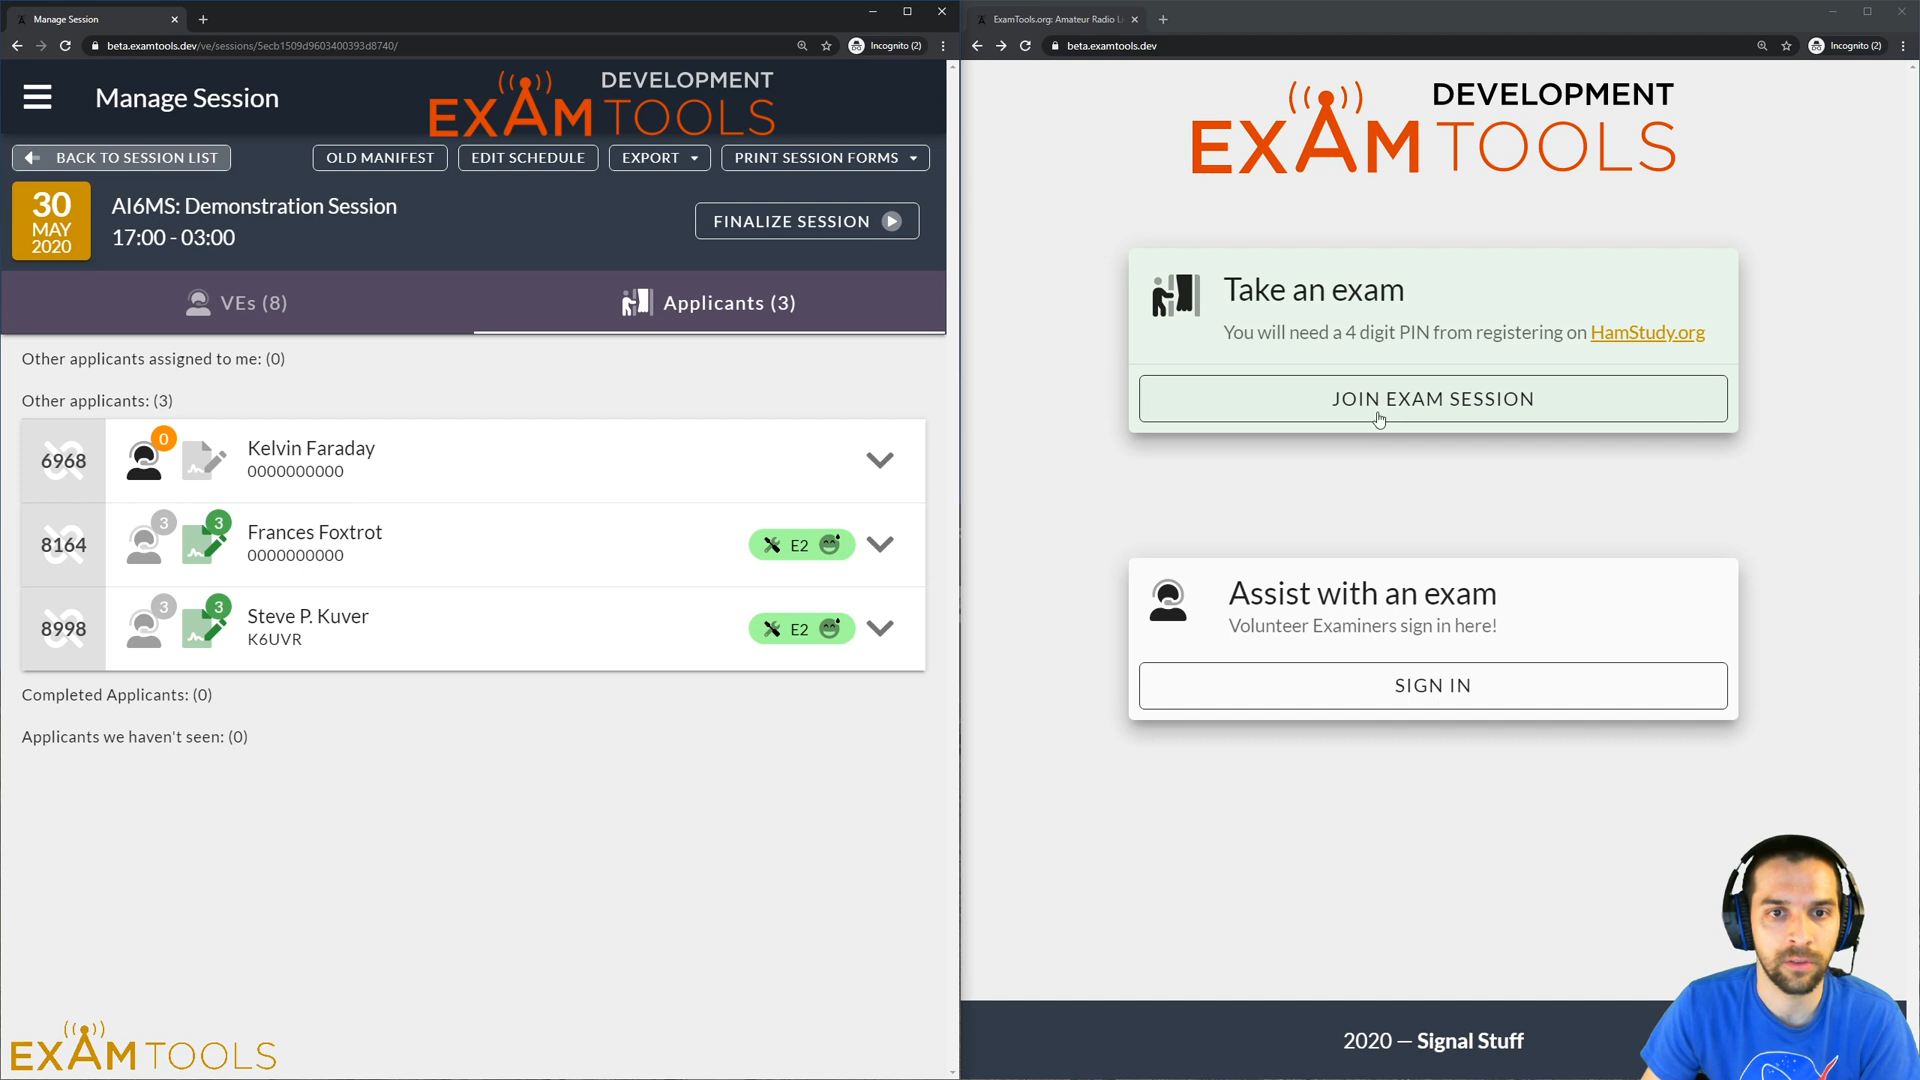 Manage Session
beta.examtools.dev/ve/sessions/5ecb1509d9603400393d8740/
Incognito (2)
Manage Session
DEVELOPMENT
EXAMTOOLS
BACK TO SESSION LIST
OLD MANIFEST
EDIT SCHEDULE
EXPORT
PRINT SESSION FORMS
30
MAY
2020
AI6MS: Demonstration Session
17:00 - 03:00
FINALIZE SESSION
VEs (8)
Applicants (3)
Other applicants assigned to me: (0)
Other applicants: (3)
6968
0
Kelvin Faraday
0000000000
8164
3
3
Frances Foxtrot
0000000000
E2
8998
3
3
Steve P. Kuver
K6UVR
E2
Completed Applicants: (0)
Applicants we haven't seen: (0)
EXAMTOOLS
ExamTools.org: Amateur Radio Li
beta.examtools.dev
Incognito (2)
DEVELOPMENT
EXAMTOOLS
Take an exam
You will need a 4 digit PIN from registering on HamStudy.org
JOIN EXAM SESSION
Assist with an exam
Volunteer Examiners sign in here!
SIGN IN
2020 — Signal Stuff